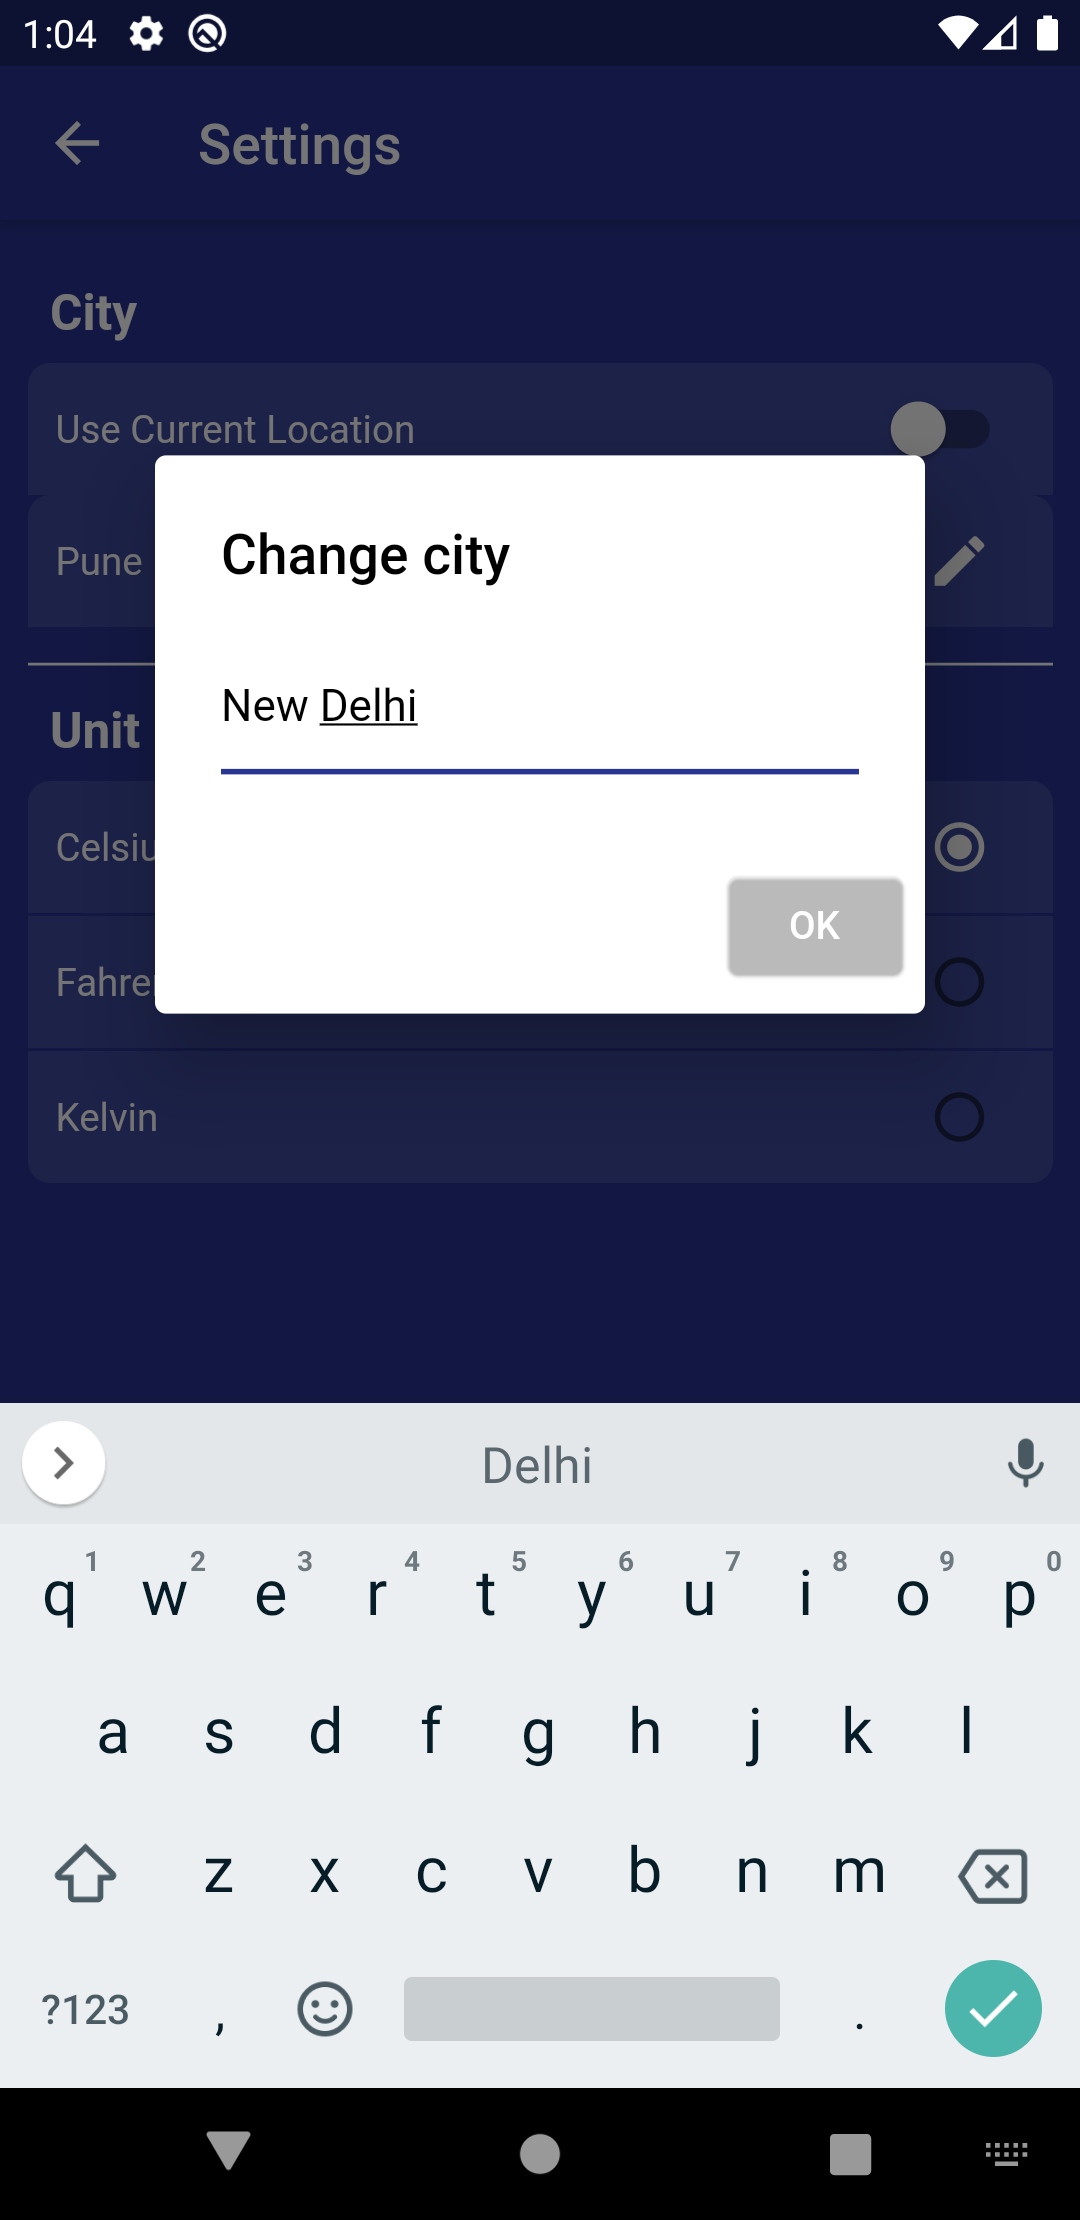 1:04
Settings
City
Use Current Location
Pune
Change city
New Delhi
Unit
Celsiu
Fahre
OK
Kelvin
Delhi
1 2 3 4 5 6 7 8 9 0
q w e r t y u i o p
a s d f g h j k l
z x c v b n m
?123 , .